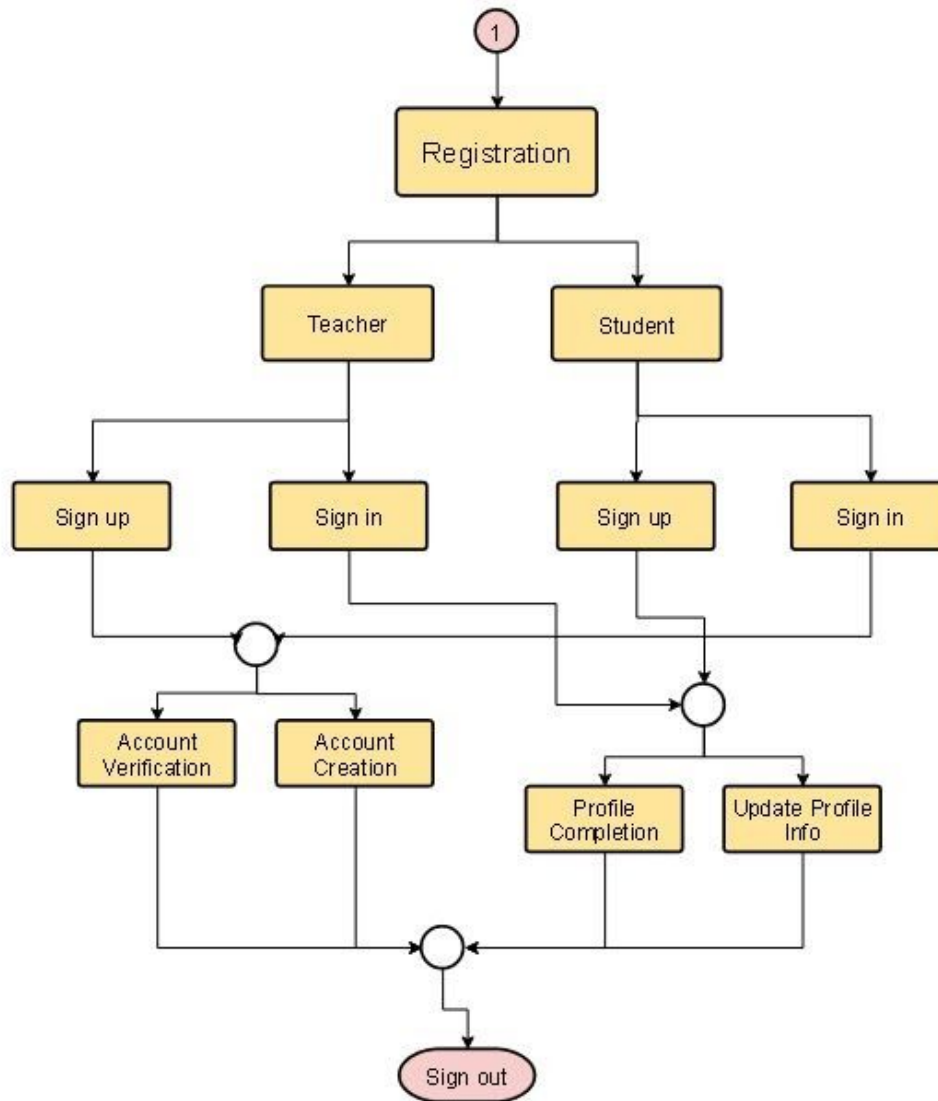 1
Registration
Teacher
Student
Sign up
Sign in
Sign up
Sign in
Account
Verification
Account
Creation
Profile
Completion
Update Profile
Info
Sign out